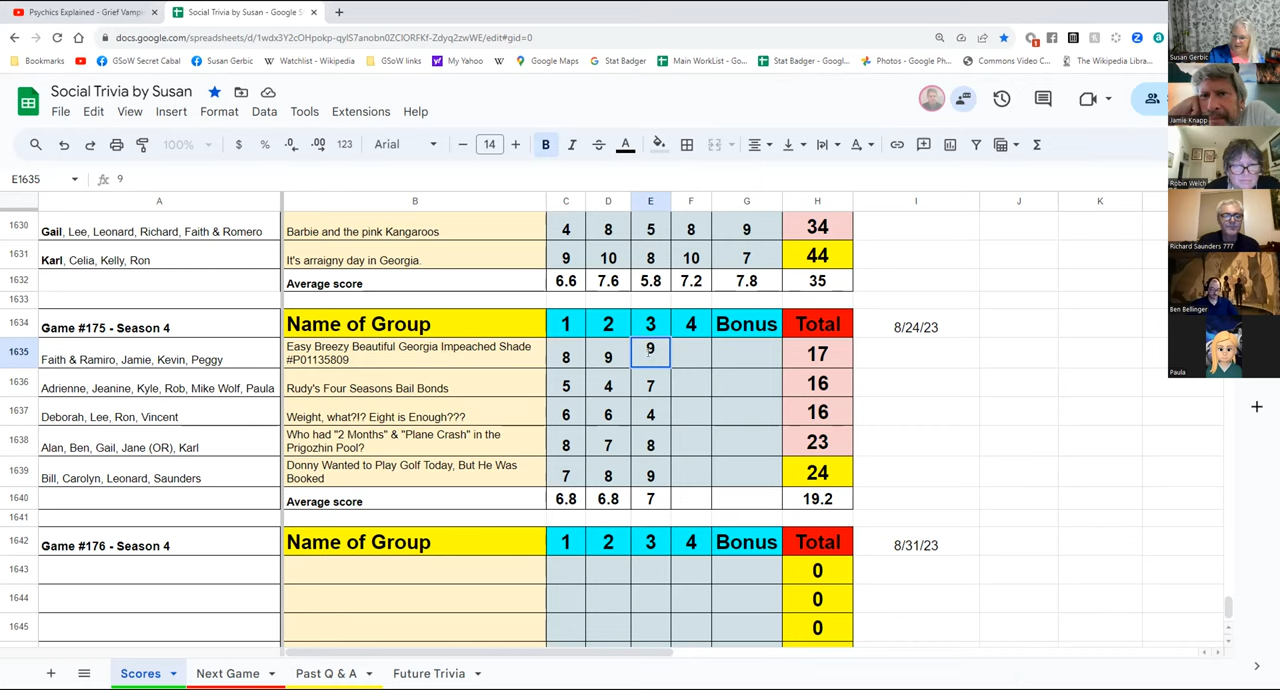 Psychics Explained - Grief Vamp
Social Trivia by Susan - Google S
docs.google.com/spreadsheets/d/1wdx3Y2cOHpokp-qylS7anobn0ZClORFKf-Zdyq2zwWE/edit#gid=0
Bookmarks GSoW Secret Cabal Susan Gerbic Watchlist - Wikipedia GSoW links My Yahoo Google Maps Stat Badger Main WorkList - Go... Stat Badger - Googl... Photos - Google Ph... Commons Video C... The Wikipedia Libra...
Social Trivia by Susan
File Edit View Insert Format Data Tools Extensions Help
100% $ % .0 .00 123 Arial 14 B I A
E1635 fx 9
A B C D E F G H I J K
1630 Gail, Lee, Leonard, Richard, Faith & Romero Barbie and the pink Kangaroos 4 8 5 8 9 34
1631 Karl, Celia, Kelly, Ron It's arraigny day in Georgia. 9 10 8 10 7 44
1632 Average score 6.6 7.6 5.8 7.2 7.8 35
1633
1634 Game #175 - Season 4 Name of Group 1 2 3 4 Bonus Total 8/24/23
1635 Faith & Ramiro, Jamie, Kevin, Peggy Easy Breezy Beautiful Georgia Impeached Shade
#P01135809 8 9 9 17
1636 Adrienne, Jeanine, Kyle, Rob, Mike Wolf, Paula Rudy's Four Seasons Bail Bonds 5 4 7 16
1637 Deborah, Lee, Ron, Vincent Weight, what?!? Eight is Enough??? 6 6 4 16
1638 Alan, Ben, Gail, Jane (OR), Karl Who had "2 Months" & "Plane Crash" in the
Prigozhin Pool? 8 7 8 23
1639 Bill, Carolyn, Leonard, Saunders Donny Wanted to Play Golf Today, But He Was
Booked 7 8 9 24
1640 Average score 6.8 6.8 7 19.2
1641
1642 Game #176 - Season 4 Name of Group 1 2 3 4 Bonus Total 8/31/23
1643 0
1644 0
1645 0
Scores Next Game Past Q & A Future Trivia
Susan Gerbic
Jamie Knapp
Robin Welch
Richard Saunders 777
Ben Bellinger
Paula